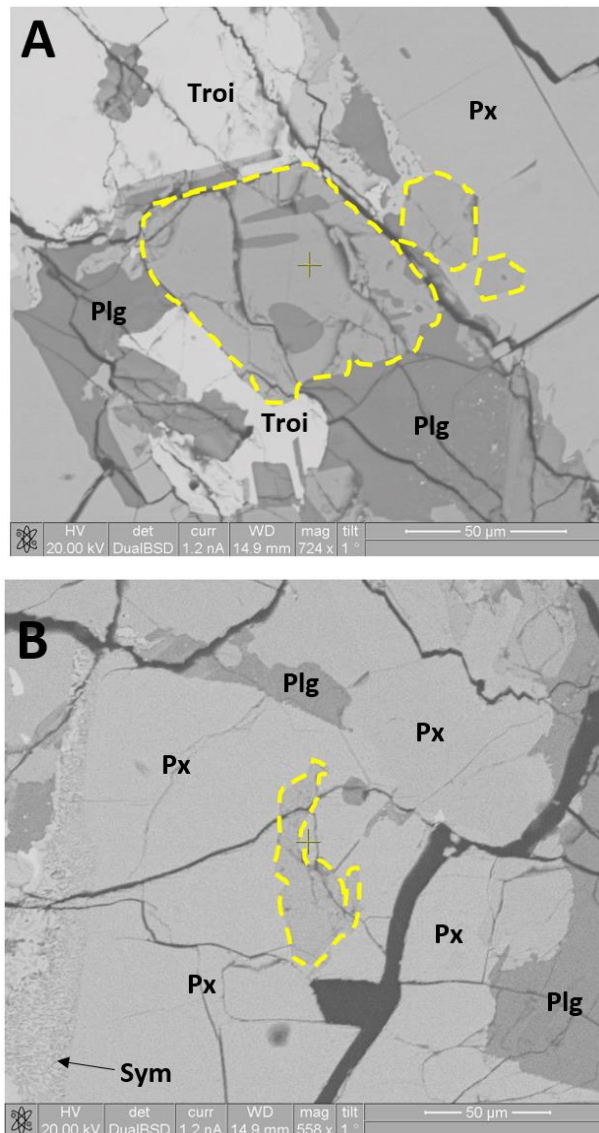 A
Troi
Px
Plg
Troi
Plg
HV det curr WD mag tilt 50 µm
20.00 kV DualBSD 1.2 nA 14.9 mm 724 x 1 °
B
Plg
Px
Px
Px
Px
Plg
Sym
HV det curr WD mag tilt 50 µm
20.00 kV DualBSD 1.2 nA 14.9 mm 558 x 1 °